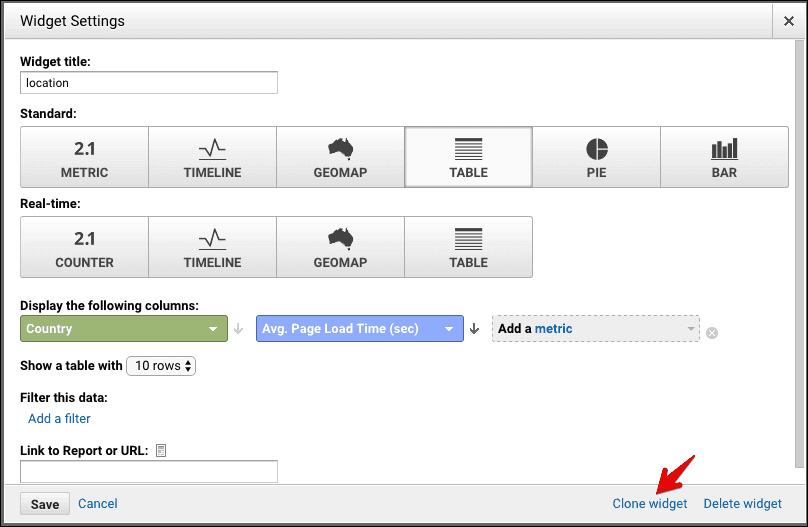 Widget Settings
Widget title:
location
Standard:
2.1
METRIC TIMELINE GEOMAP TABLE PIE BAR
Real-time:
2.1
COUNTER TIMELINE GEOMAP TABLE
Display the following columns:
Country Avg. Page Load Time (sec) Add a metric
Show a table with 10 rows
Filter this data:
Add a filter
Link to Report or URL:
Save Cancel Clone widget Delete widget